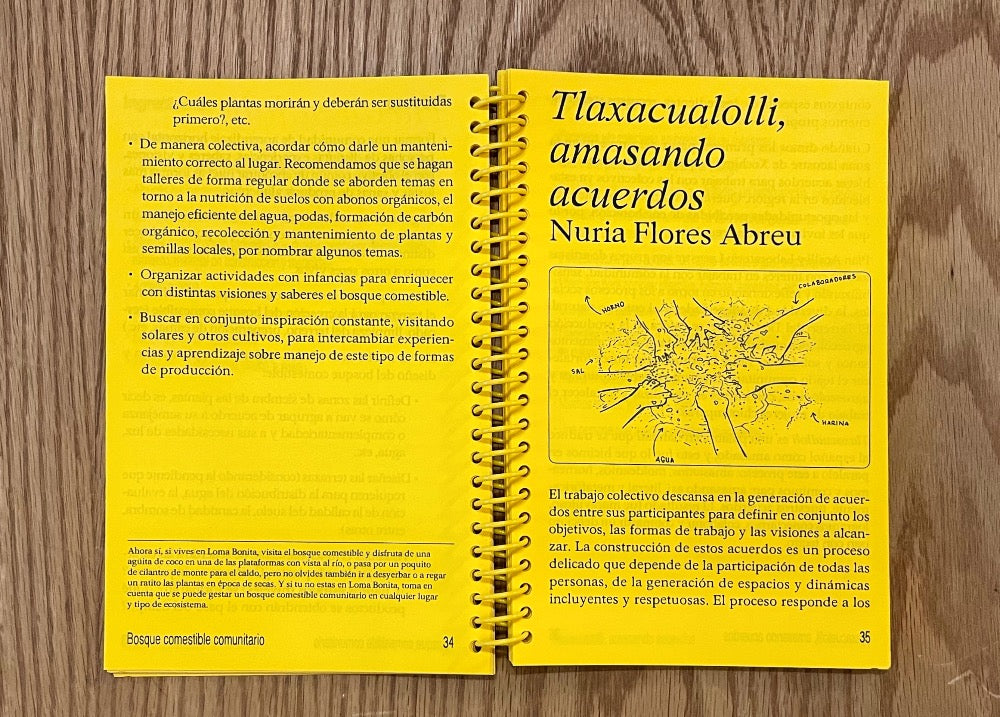 ¿Cuáles plantas morirán y deberán ser sustituidas
primero?, etc.
• De manera colectiva, acordar cómo darle un manteni-
miento correcto al lugar. Recomendamos que se hagan
talleres de forma regular donde se aborden temas en
torno a la nutrición de suelos con abonos orgánicos, el
manejo eficiente del agua, podas, formación de carbón
orgánico, recolección y mantenimiento de plantas y
semillas locales, por nombrar algunos temas.
• Organizar actividades con infancias para enriquecer
con distintas visiones y saberes el bosque comestible.
• Buscar en conjunto inspiración constante, visitando
solares y otros cultivos, para intercambiar experien-
cias y aprendizaje sobre manejo de este tipo de formas
de producción.
Ahora sí, si vives en Loma Bonita, visita el bosque comestible y disfruta de una
agüita de coco en una de las plataformas con vista al río, o pasa por un poquito
de cilantro de monte para el caldo, pero no olvides también ir a desyerbar o a regar
un ratito las plantas en época de secas. Y si tu no estas en Loma Bonita, toma en
cuenta que se puede gestar un bosque comestible comunitario en cualquier lugar
y tipo de ecosistema.
Bosque comestible comunitario
34
Tlaxacualolli,
amasando
acuerdos
Nuria Flores Abreu
HORNO
COLABORADORES
SAL
HARINA
AGUA
El trabajo colectivo descansa en la generación de acuer-
dos entre sus participantes para definir en conjunto los
objetivos, las formas de trabajo y las visiones a alcan-
zar. La construcción de estos acuerdos es un proceso
delicado que depende de la participación de todas las
personas, de la generación de espacios y dinámicas
incluyentes y respetuosas. El proceso responde a los
35